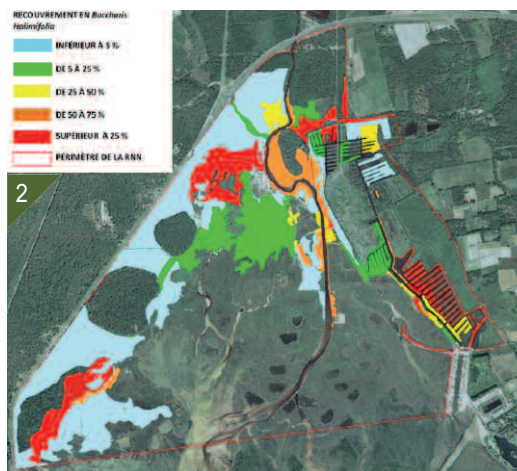 RECOUVREMENT EN Baccharis
Halimifolia
INFÉRIEUR À 5 %
DE 5 À 25 %
DE 25 À 50 %
DE 50 À 75 %
SUPÉRIEUR À 25 %
PÉRIMÈTRE DE LA RNN
2